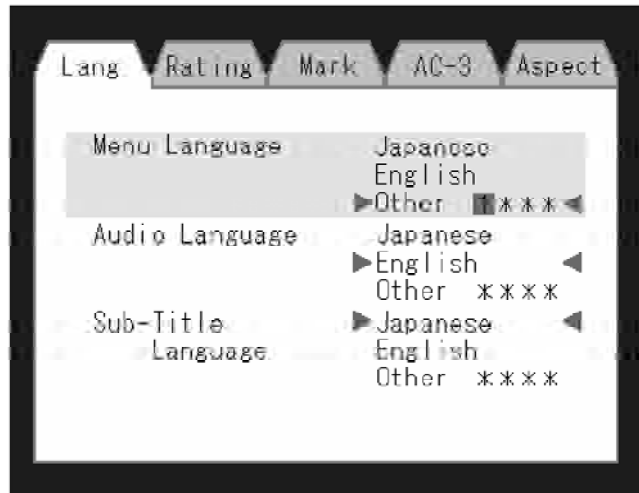 Lang Rating Mark AC-3 Aspect
Menu Language Japanese
English
▶Other 1***◀
Audio Language Japanese
▶English ◀
Other ****
Sub-Title ▶Japanese ◀
Language English
Other ****